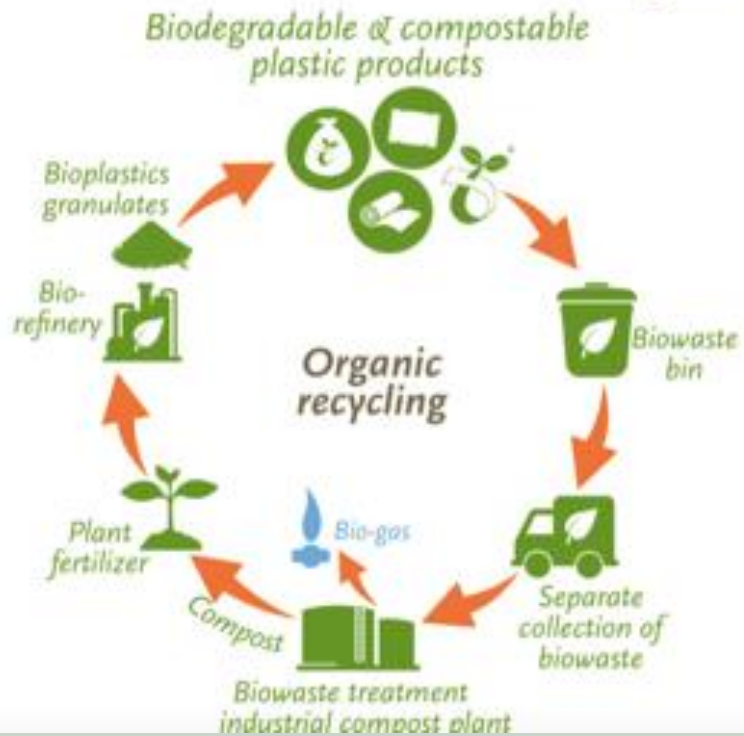 Biodegradable & compostable
plastic products
Bioplastics
granulates
Bio-
refinery
Biowaste
bin
Organic
recycling
Plant
fertilizer
Bio-gas
Compost
Separate
collection of
biowaste
Biowaste treatment
industrial compost plant